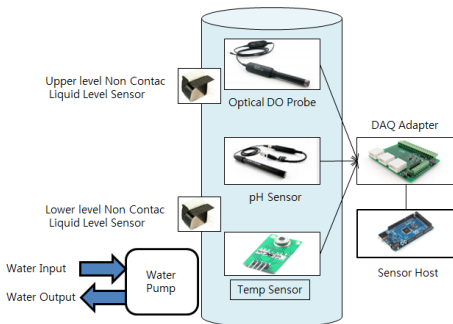 Upper level Non Contac
Liquid Level Sensor
Optical DO Probe
DAQ Adapter
pH Sensor
Lower level Non Contac
Liquid Level Sensor
Sensor Host
Water Input
Water Output
Water
Pump
Temp Sensor